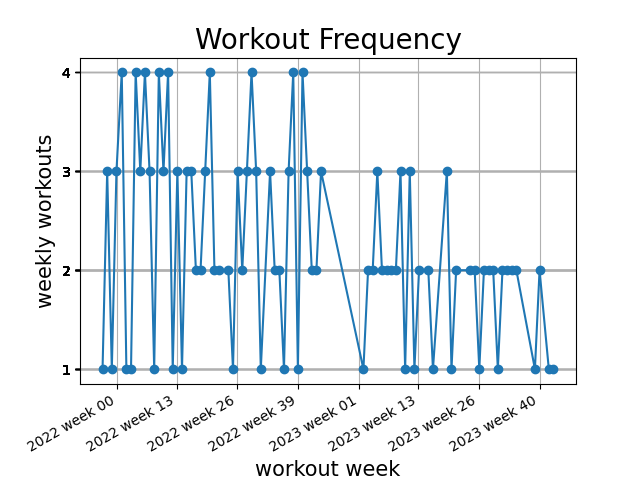 Workout Frequency
weekly workouts
4
3
2
1
2022 week 00
2022 week 13
2022 week 26
2022 week 39
2023 week 01
2023 week 13
2023 week 26
2023 week 40
workout week